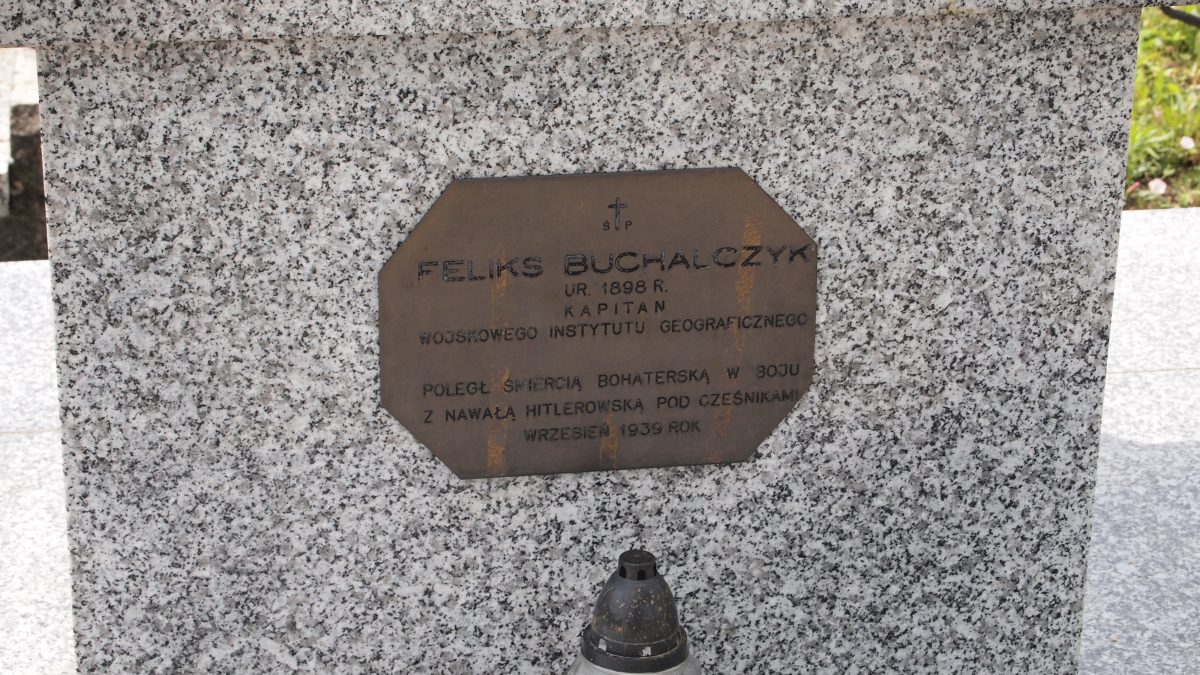 S P
FELIKS BUCHALCZYK
UR. 1898 R.
KAPITAN
WOJSKOWEGO INSTYTUTU GEOGRAFICZNEGO
POLEGŁ ŚMIERCIĄ BOHATERSKĄ W BOJU
Z NAWAŁĄ HITLEROWSKĄ POD CZEŚNIKAMI
WRZESIEŃ 1939 ROK